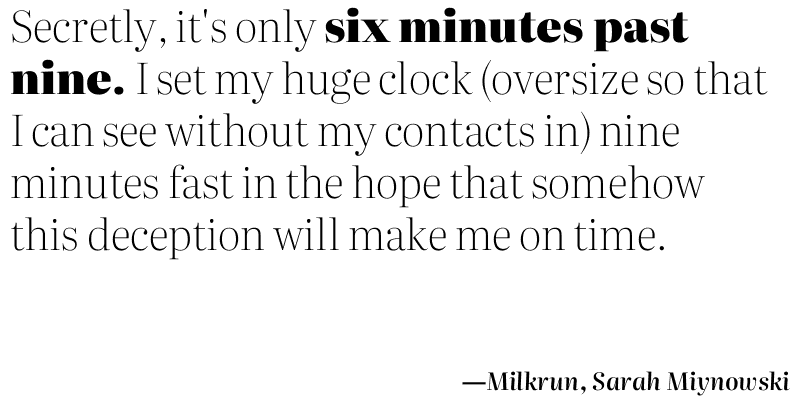 Secretly, it's only six minutes past
nine. I set my huge clock (oversize so that
I can see without my contacts in) nine
minutes fast in the hope that somehow
this deception will make me on time.
—Milkrun, Sarah Miynowski